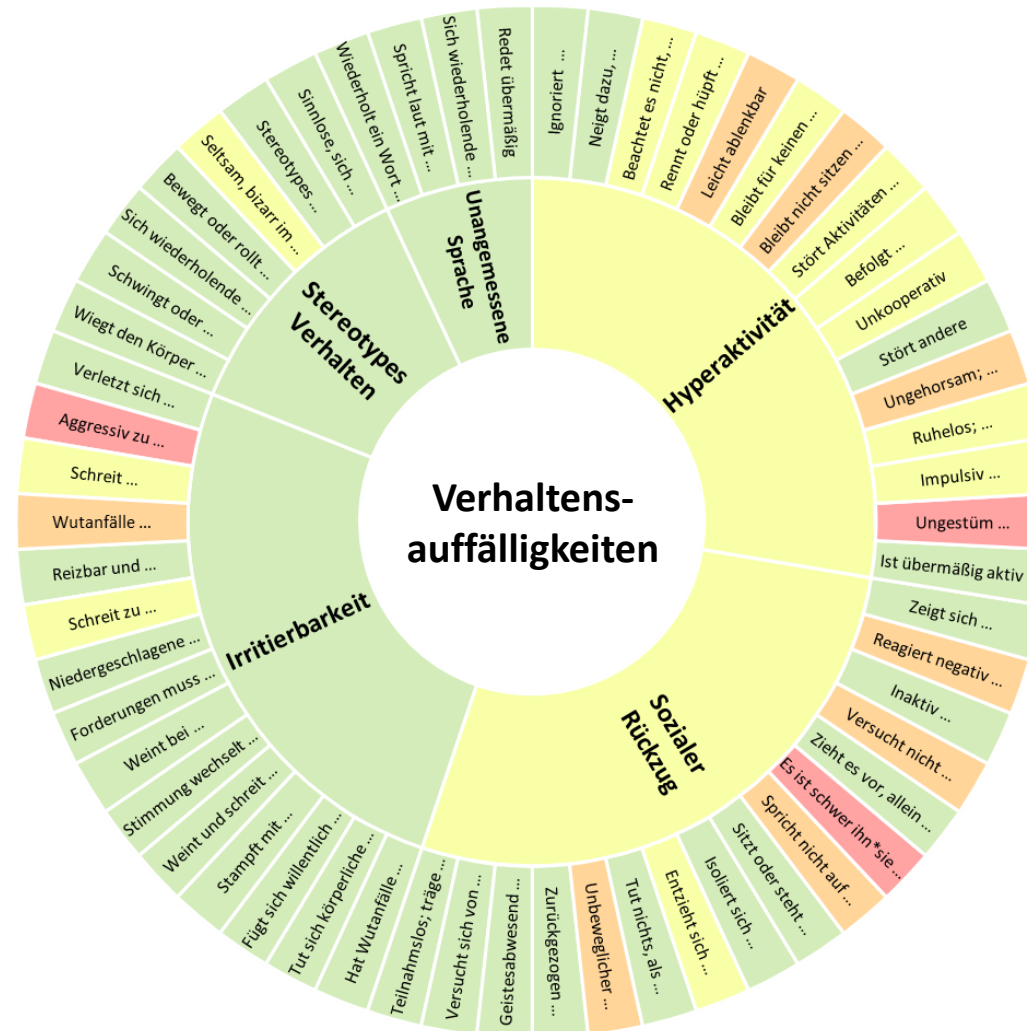 Verhaltens-
auffälligkeiten
Hyperaktivität
Sozialer
Rückzug
Irritierbarkeit
Stereotypes
Verhalten
Unangemessene
Sprache
Ignoriert ...
Neigt dazu, ...
Beachtet es nicht, ...
Rennt oder hüpft ...
Leicht ablenkbar
Bleibt für keinen ...
Bleibt nicht sitzen ...
Stört Aktivitäten ...
Befolgt ...
Unkooperativ
Stört andere
Ungehorsam; ...
Ruhelos; ...
Impulsiv ...
Ungestüm ...
Ist übermäßig aktiv
Zeigt sich ...
Reagiert negativ ...
Inaktiv ...
Versucht nicht ...
Zieht es vor, allein ...
Es ist schwer ihn*sie ...
Spricht nicht auf ...
Sitzt oder steht ...
Isoliert sich ...
Entzieht sich ...
Tut nichts, als ...
Unbeweglicher ...
Zurückgezogen ...
Geistesabwesend ...
Versucht sich von ...
Teilnahmslos; träge ...
Hat Wutanfälle ...
Tut sich körperliche ...
Fügt sich willentlich ...
Stampft mit ...
Weint und schreit ...
Stimmung wechselt ...
Weint bei ...
Forderungen muss ...
Niedergeschlagene ...
Schreit zu ...
Reizbar und ...
Wutanfälle ...
Schreit ...
Aggressiv zu ...
Verletzt sich ...
Wiegt den Körper ...
Schwingt oder ...
Sich wiederholende ...
Bewegt oder rollt ...
Seltsam, bizarr im ...
Stereotypes ...
Sinnlose, sich ...
Wiederholt ein Wort ...
Spricht laut mit ...
Sich wiederholende ...
Redet übermäßig